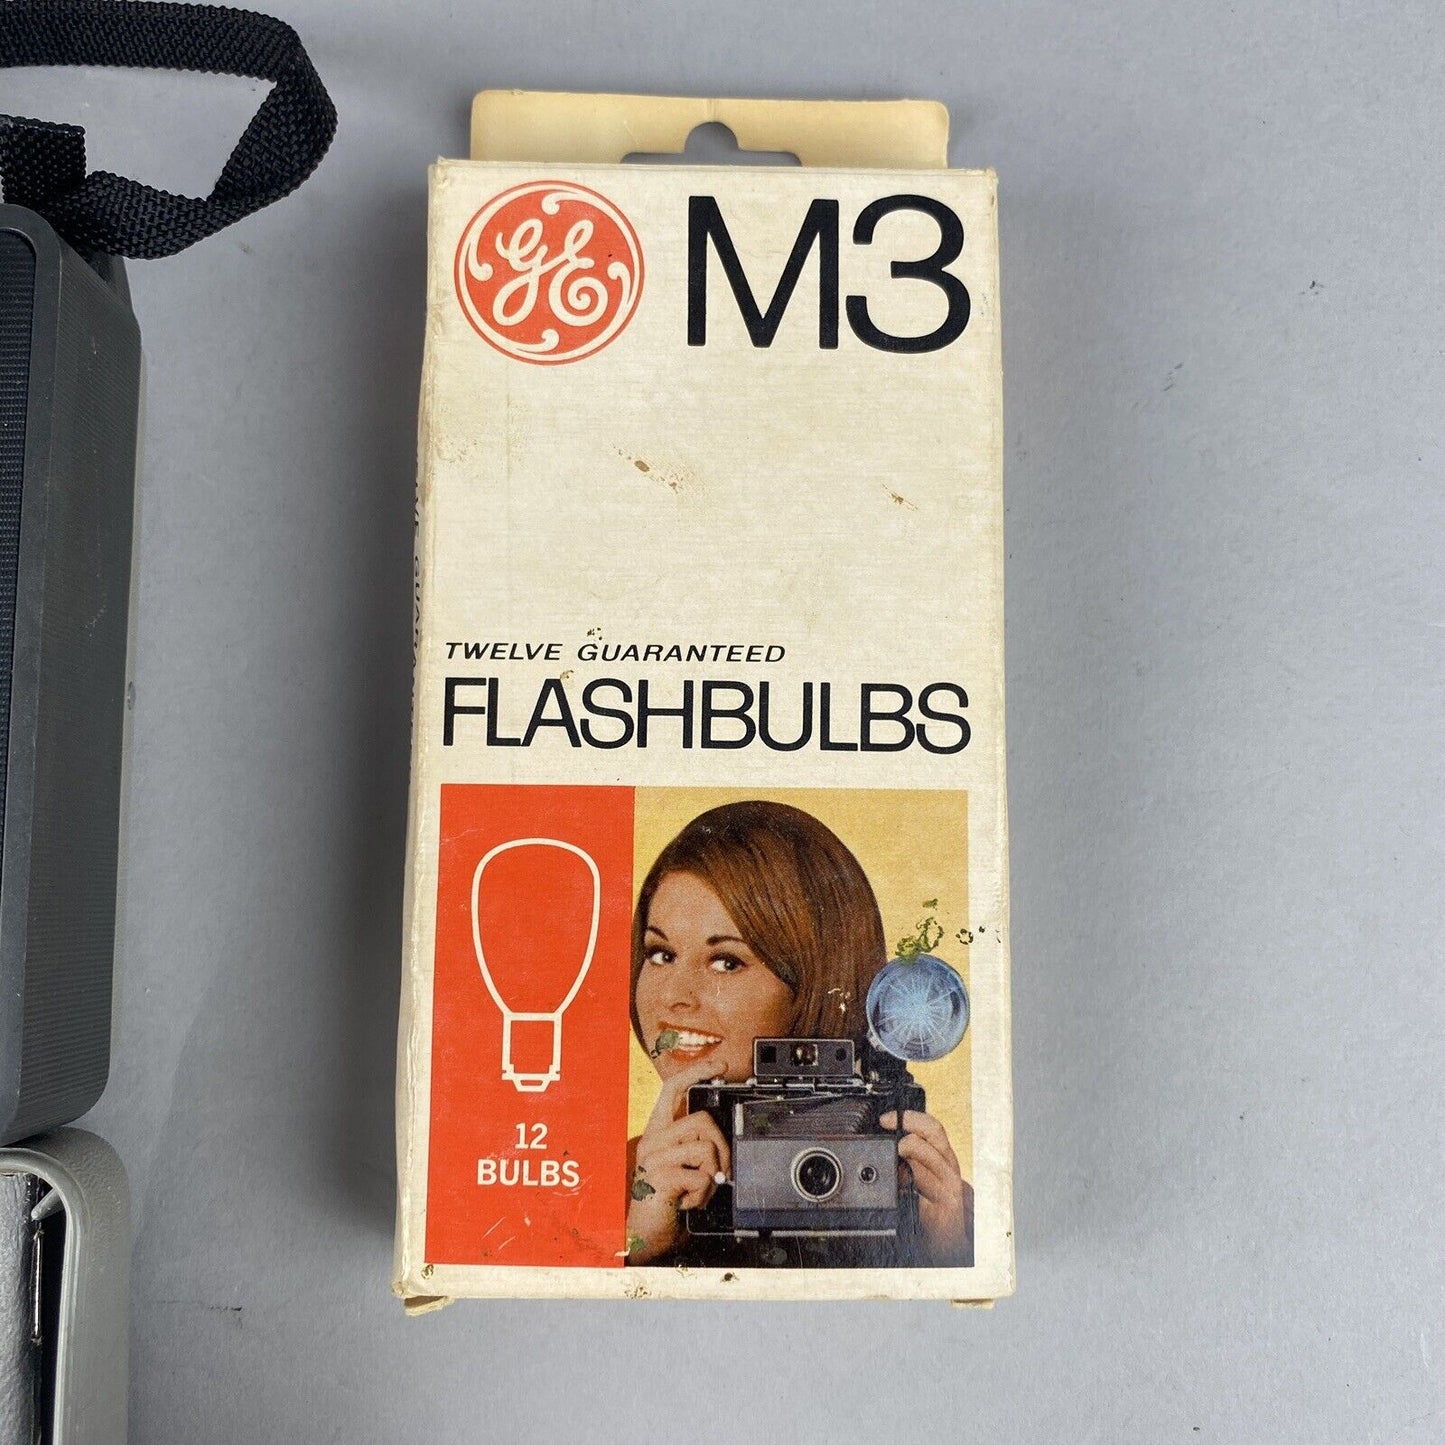 GE
M3
TWELVE GUARANTEED
FLASHBULBS
12
BULBS